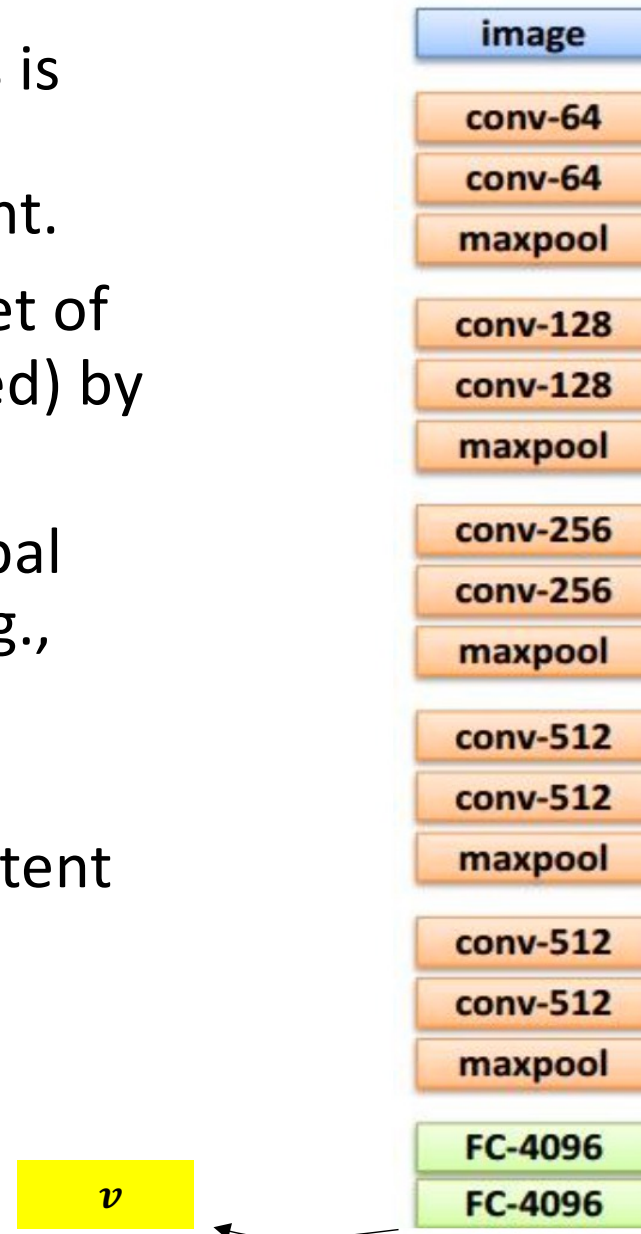 is
nt.
et of
ed) by
bal
g.,
tent
v
image
conv-64
conv-64
maxpool
conv-128
conv-128
maxpool
conv-256
conv-256
maxpool
conv-512
conv-512
maxpool
conv-512
conv-512
maxpool
FC-4096
FC-4096